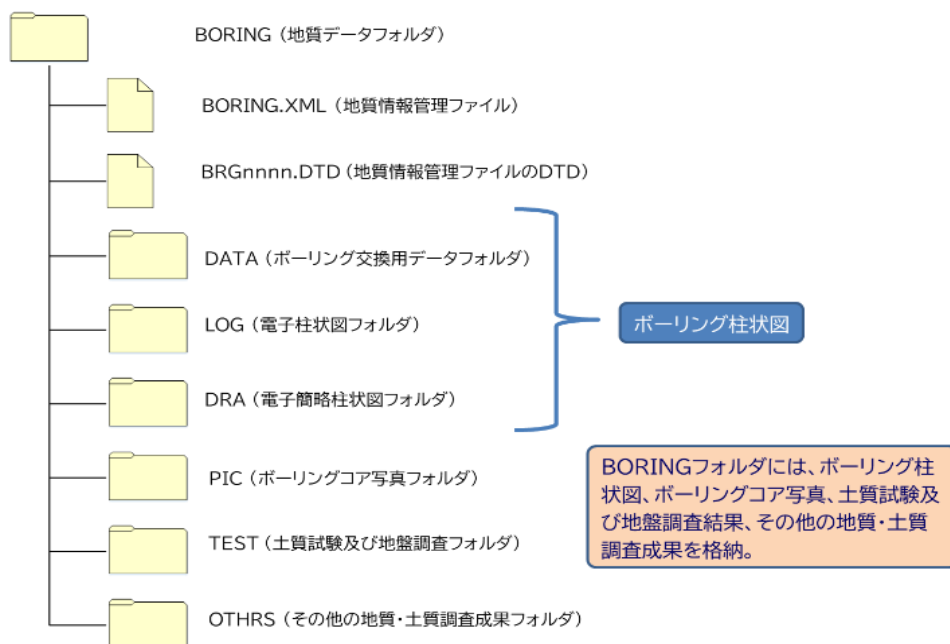 BORING（地質データフォルダ）
BORING.XML（地質情報管理ファイル）
BRGnnnn.DTD（地質情報管理ファイルのDTD）
DATA（ボーリング交換用データフォルダ）
LOG（電子柱状図フォルダ）
ボーリング柱状図
DRA（電子簡略柱状図フォルダ）
PIC（ボーリングコア写真フォルダ）
TEST（土質試験及び地盤調査フォルダ）
OTHRS（その他の地質・土質調査成果フォルダ）
BORINGフォルダには、ボーリング柱
状図、ボーリングコア写真、土質試験及
び地盤調査結果、その他の地質・土質
調査成果を格納。